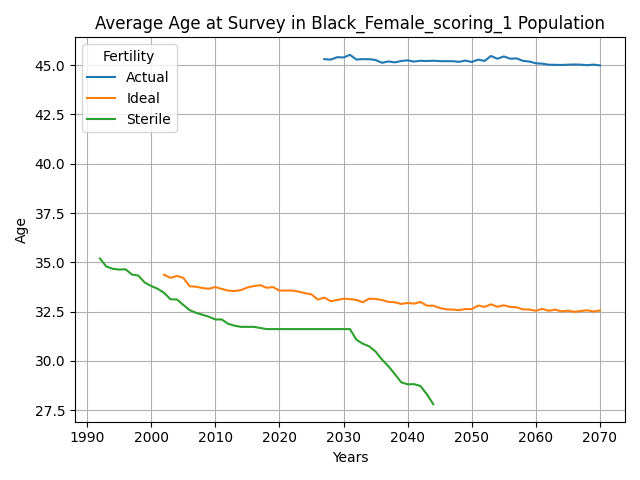 Average Age at Survey in Black_Female_scoring_1 Population
Fertility
Actual
Ideal
Sterile
45.0
42.5
40.0
37.5
35.0
32.5
30.0
27.5
Age
1990 2000 2010 2020 2030 2040 2050 2060 2070
Years